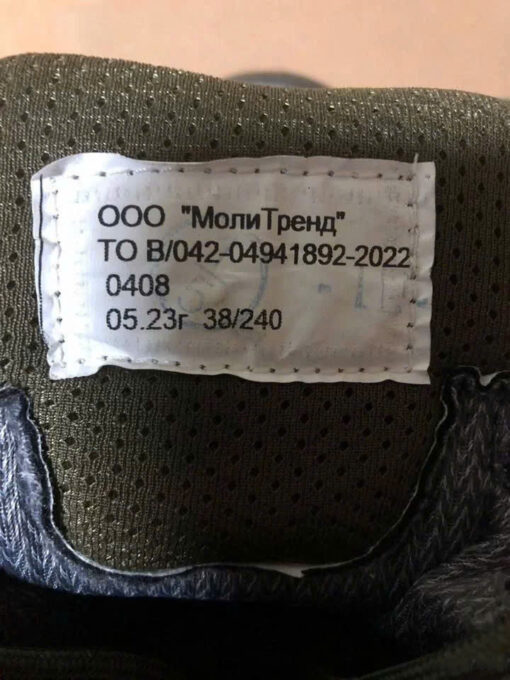 ООО "МолиТренд"
ТО В/042-04941892-2022
0408
05.23г 38/240